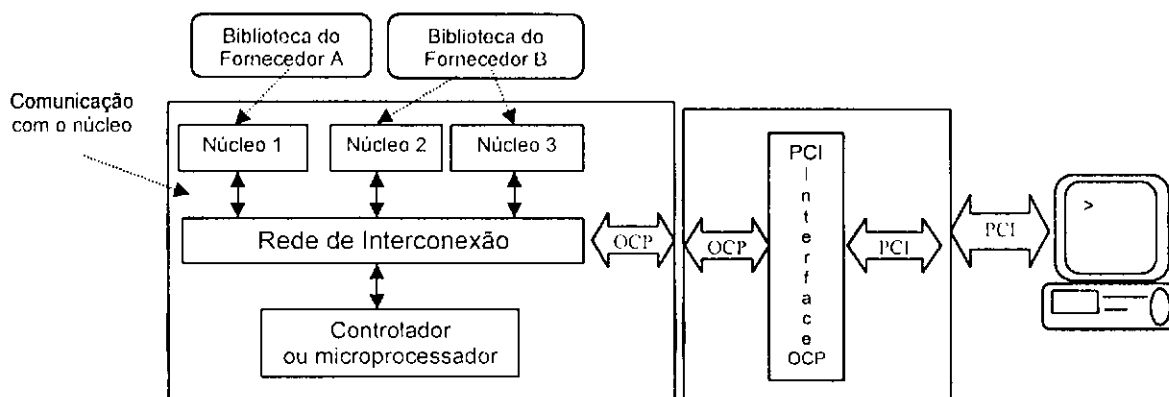 Biblioteca do
Fornecedor A
Biblioteca do
Fornecedor B
Comunicação
com o núcleo
Núcleo 1
Núcleo 2
Núcleo 3
Rede de Interconexão
Controlador
ou microprocessador
OCP
OCP
PCI
I
n
t
e
r
f
a
c
e
OCP
PCI
PCI
>